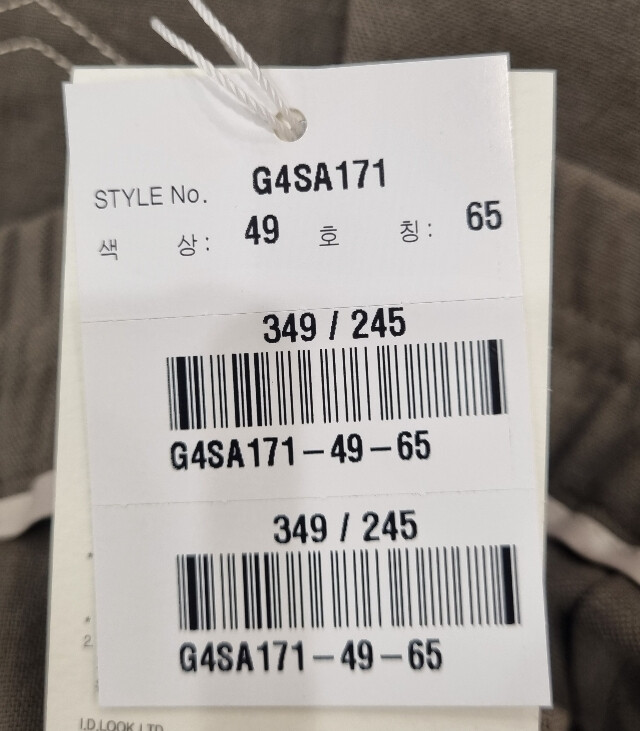 STYLE No. G4SA171
색 상 : 49 호 칭 : 65
349 / 245
G4SA171-49-65
349 / 245
G4SA171-49-65
2
I.D.LOOK LTD